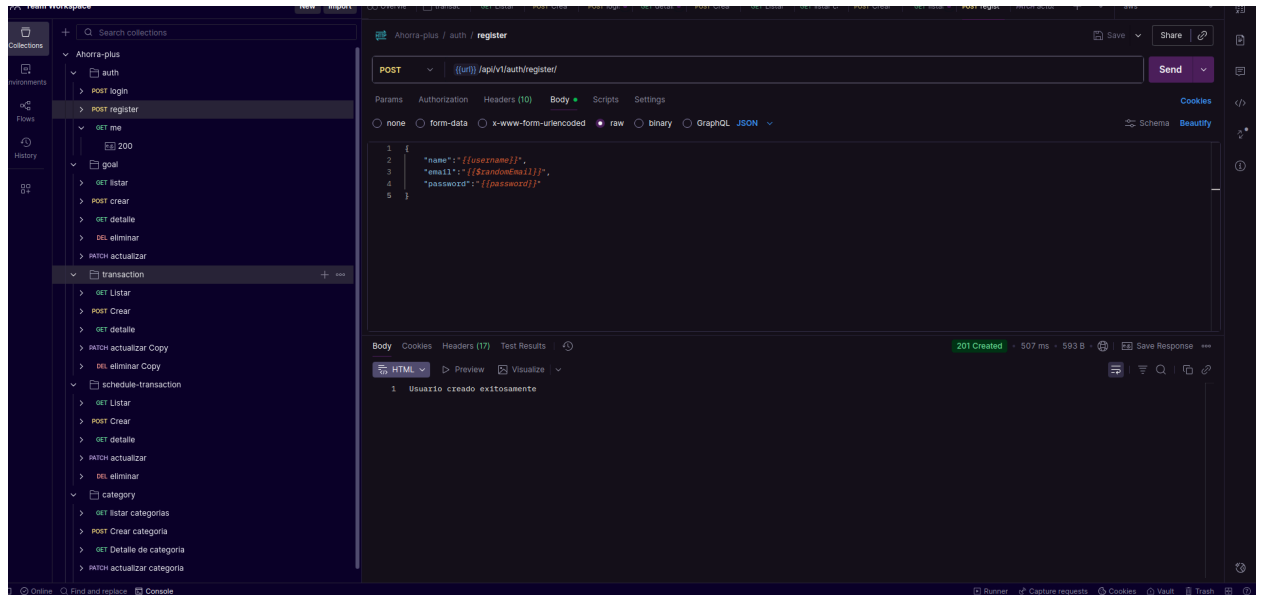 Team Workspace
New Import
Search collections
Collections
Ahorra-plus
auth
POST login
POST register
GET me
200
goal
GET listar
POST crear
GET detalle
DEL eliminar
PATCH actualizar
transaction
GET Listar
POST Crear
GET detalle
PATCH actualizar Copy
DEL eliminar Copy
schedule-transaction
GET Listar
POST Crear
GET detalle
PATCH actualizar
DEL eliminar
category
GET listar categorias
POST Crear categoria
GET Detalle de categoria
PATCH actualizar categoria
Flows
History
Ahorra-plus / auth / register
Save Share
POST {{url}} /api/v1/auth/register/
Send
Params Authorization Headers (10) Body Scripts Settings
Cookies
none form-data x-www-form-urlencoded raw binary GraphQL JSON
Schema Beautify
1 {
2 "name":"{{username}}",
3 "email":"{{$randomEmail}}",
4 "password":"{{password}}"
5 }
Body Cookies Headers (17) Test Results
201 Created 507 ms 593 B Save Response
HTML Preview Visualize
1 Usuario creado exitosamente
Online Find and replace Console
Runner Capture requests Cookies Vault Trash